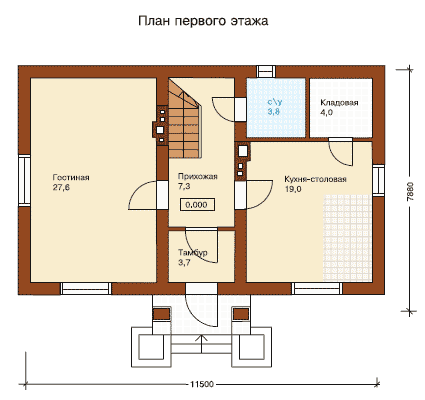 План первого этажа
с\у
3,8
Кладовая
4,0
Гостиная
27,6
Прихожая
7,3
0,000
Кухня-столовая
19,0
Тамбур
3,7
7880
11500